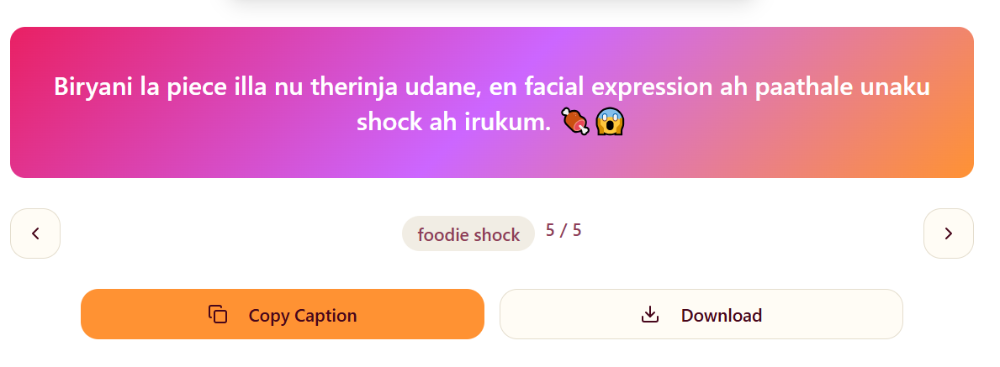 Biryani la piece illa nu therinja udane, en facial expression ah paathale unaku
shock ah irukum. 🍖😱
foodie shock 5 / 5
Copy Caption Download